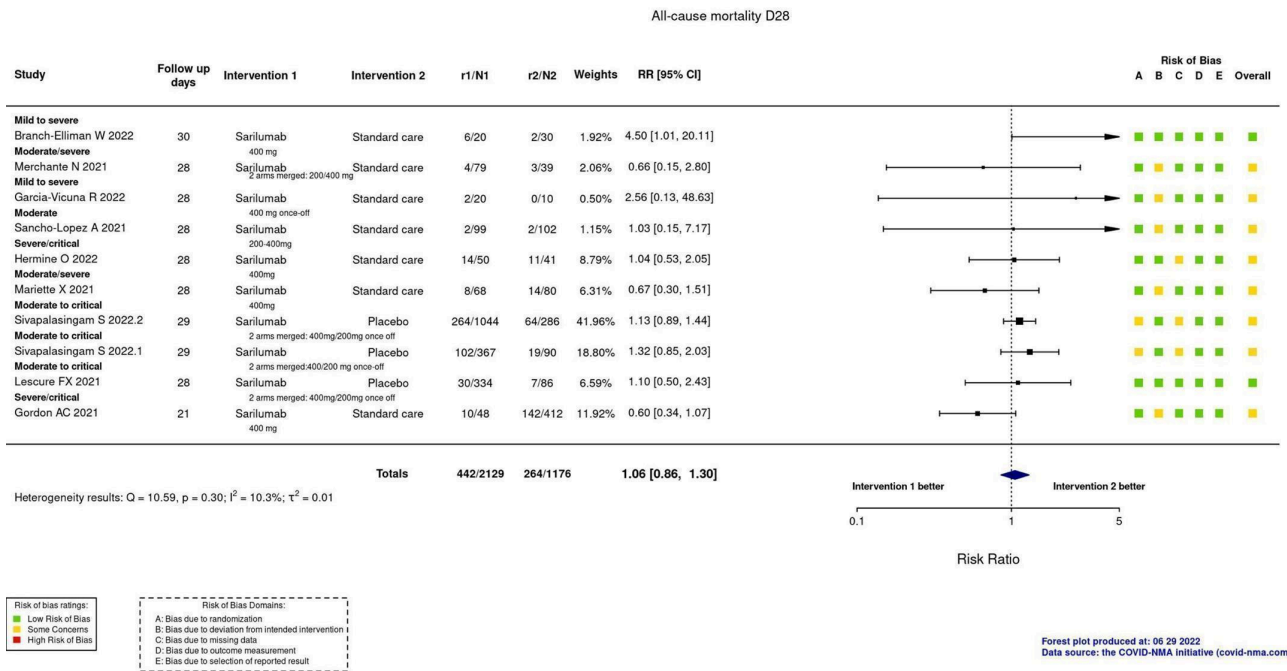 All-cause mortality D28
Risk of Bias
Study Follow up days Intervention 1 Intervention 2 r1/N1 r2/N2 Weights RR [95% CI] A B C D E Overall
Mild to severe
Branch-Elliman W 2022 30 Sarilumab Standard care 6/20 2/30 1.92% 4.50 [1.01, 20.11]
Moderate/severe 400 mg
Merchante N 2021 28 Sarilumab Standard care 4/79 3/39 2.06% 0.66 [0.15, 2.80]
Mild to severe 2 arms merged: 200/400 mg
Garcia-Vicuna R 2022 28 Sarilumab Standard care 2/20 0/10 0.50% 2.56 [0.13, 48.63]
Moderate 400 mg once-off
Sancho-Lopez A 2021 28 Sarilumab Standard care 2/99 2/102 1.15% 1.03 [0.15, 7.17]
Severe/critical 200-400mg
Hermine O 2022 28 Sarilumab Standard care 14/50 11/41 8.79% 1.04 [0.53, 2.05]
Moderate/severe 400mg
Mariette X 2021 28 Sarilumab Standard care 8/68 14/80 6.31% 0.67 [0.30, 1.51]
Moderate to critical 400mg
Sivapalasingam S 2022.2 29 Sarilumab Placebo 264/1044 64/286 41.96% 1.13 [0.89, 1.44]
Moderate to critical 2 arms merged: 400mg/200mg once off
Sivapalasingam S 2022.1 29 Sarilumab Placebo 102/367 19/90 18.80% 1.32 [0.85, 2.03]
Moderate to critical 2 arms merged:400/200 mg once-off
Lescure FX 2021 28 Sarilumab Placebo 30/334 7/86 6.59% 1.10 [0.50, 2.43]
Severe/critical 2 arms merged: 400mg/200mg once off
Gordon AC 2021 21 Sarilumab Standard care 10/48 142/412 11.92% 0.60 [0.34, 1.07]
400 mg
Totals 442/2129 264/1176 1.06 [0.86, 1.30]
Intervention 1 better Intervention 2 better
Heterogeneity results: Q = 10.59, p = 0.30; I² = 10.3%; τ² = 0.01
0.1 1 5
Risk Ratio
Risk of bias ratings:
Low Risk of Bias
Some Concerns
High Risk of Bias
Risk of Bias Domains:
A: Bias due to randomization
B: Bias due to deviation from intended intervention
C: Bias due to missing data
D: Bias due to outcome measurement
E: Bias due to selection of reported result
Forest plot produced at: 06 29 2022
Data source: the COVID-NMA initiative (covid-nma.com